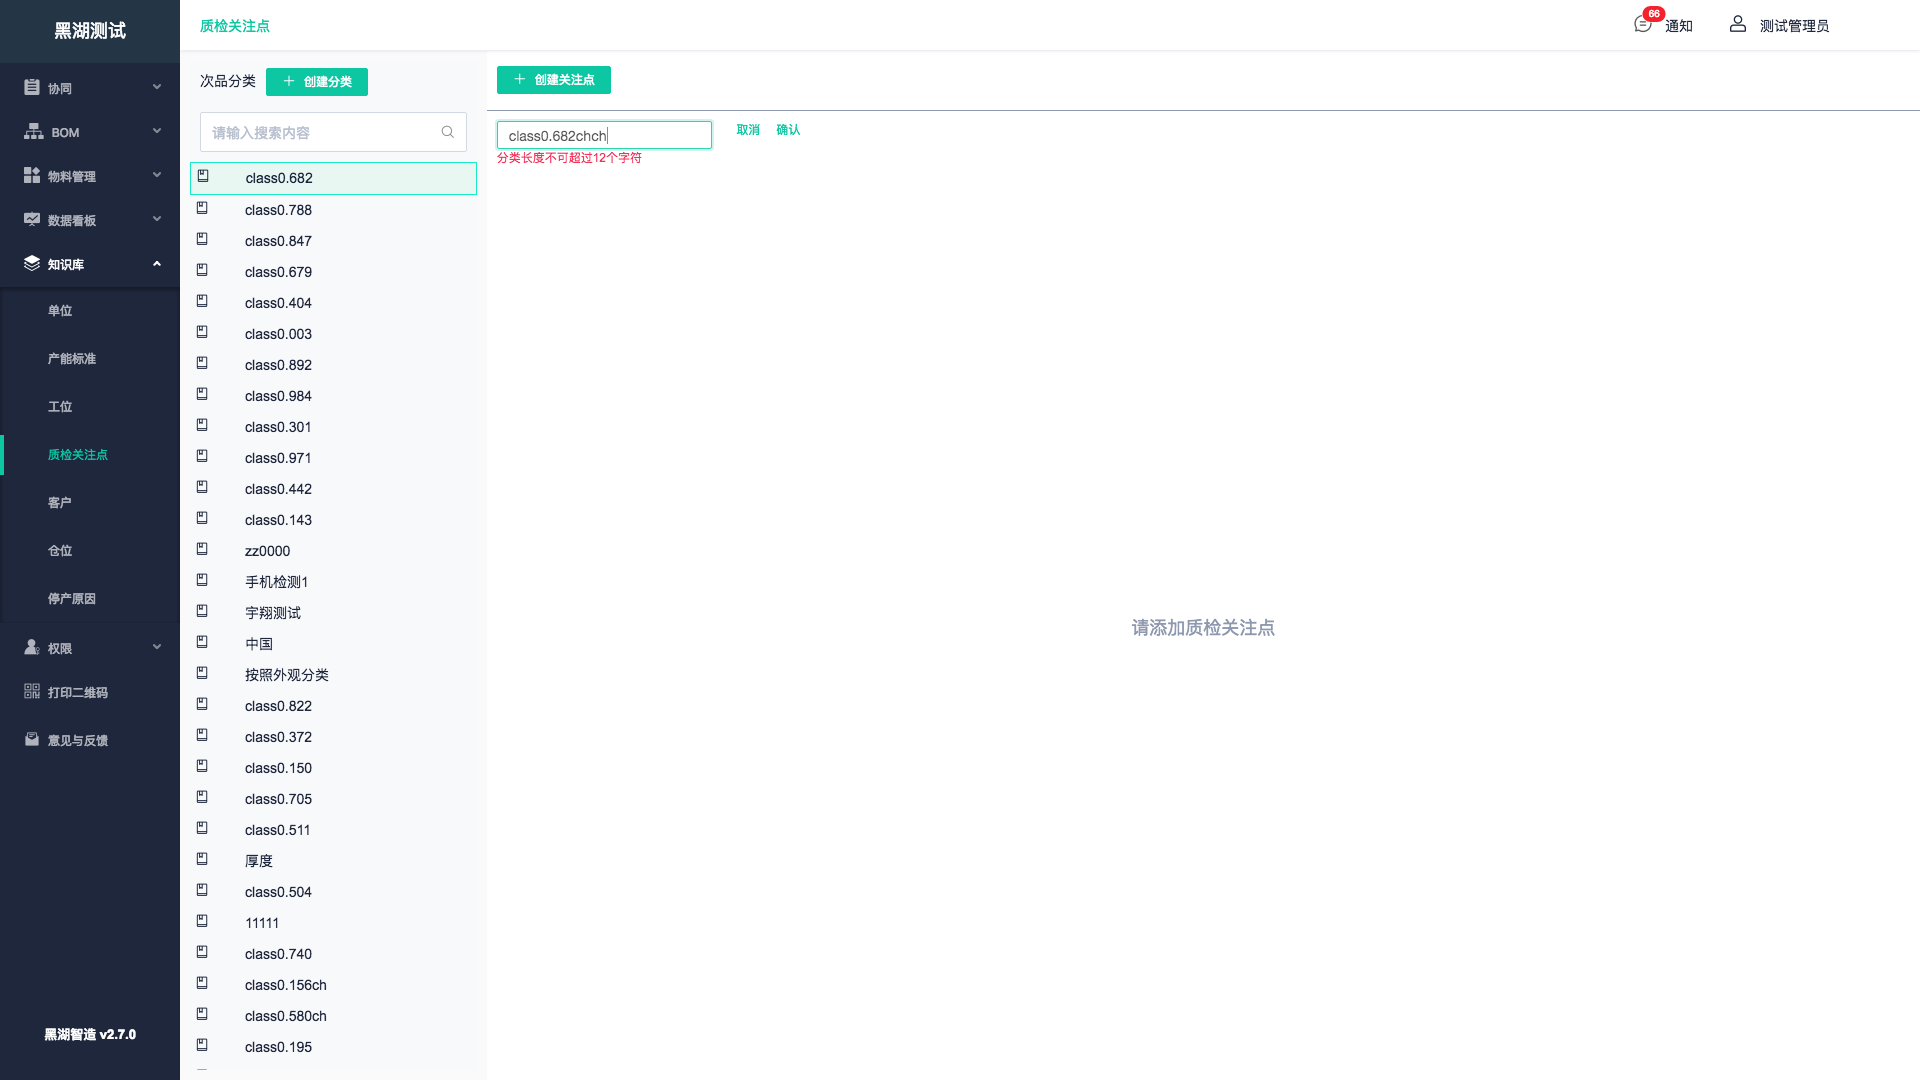 黑湖测试
协同
BOM
物料管理
数据看板
知识库
单位
产能标准
工位
质检关注点
客户
仓位
停产原因
权限
打印二维码
意见与反馈
黑湖智造 v2.7.0
质检关注点
66
通知
测试管理员
次品分类
创建分类
请输入搜索内容
class0.682
class0.788
class0.847
class0.679
class0.404
class0.003
class0.892
class0.984
class0.301
class0.971
class0.442
class0.143
zz0000
手机检测1
宇翔测试
中国
按照外观分类
class0.822
class0.372
class0.150
class0.705
class0.511
厚度
class0.504
11111
class0.740
class0.156ch
class0.580ch
class0.195
创建关注点
class0.682chch
取消
确认
分类长度不可超过12个字符
请添加质检关注点